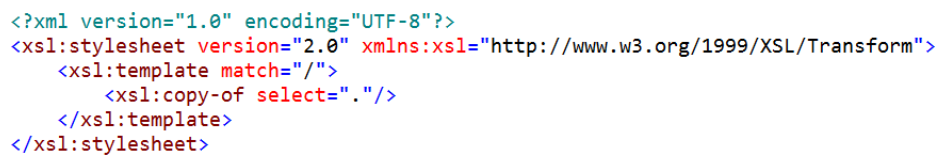 <?xml version="1.0" encoding="UTF-8"?>
<xsl:stylesheet version="2.0" xmlns:xsl="http://www.w3.org/1999/XSL/Transform">
    <xsl:template match="/">
        <xsl:copy-of select="."/>
    </xsl:template>
</xsl:stylesheet>